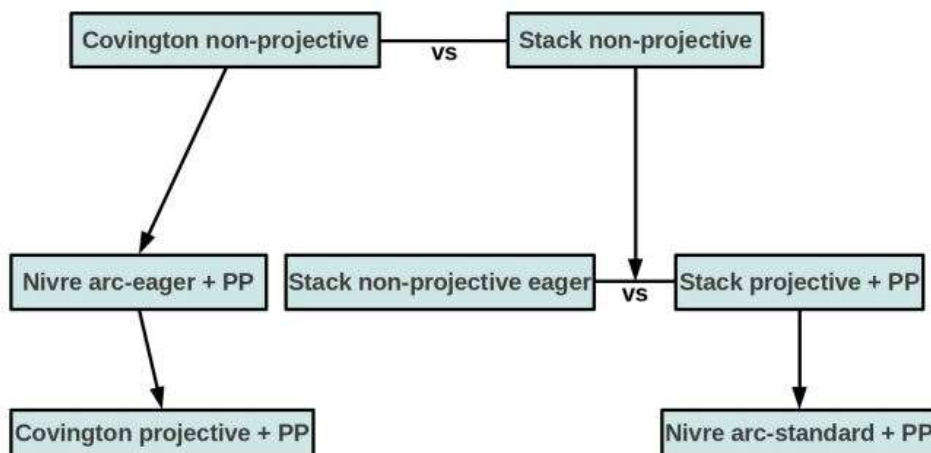 Covington non-projective
vs
Stack non-projective
Nivre arc-eager + PP
Stack non-projective eager
vs
Stack projective + PP
Covington projective + PP
Nivre arc-standard + PP